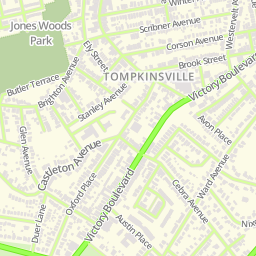 Jones Woods
Park
Winter
Scribner Avenue
Westervelt A
Corson Avenue
Ely Street
Brook Street
TOMPKINSVILLE
Butler Terrace
Brighton Avenue
Stanley Avenue
Victory Boulevard
Avon Place
Glen Avenue
Castleton Avenue
Oxford Place
Ward Avenue
Cebra Avenue
Duer Lane
Victory Boulevard
Austin Place